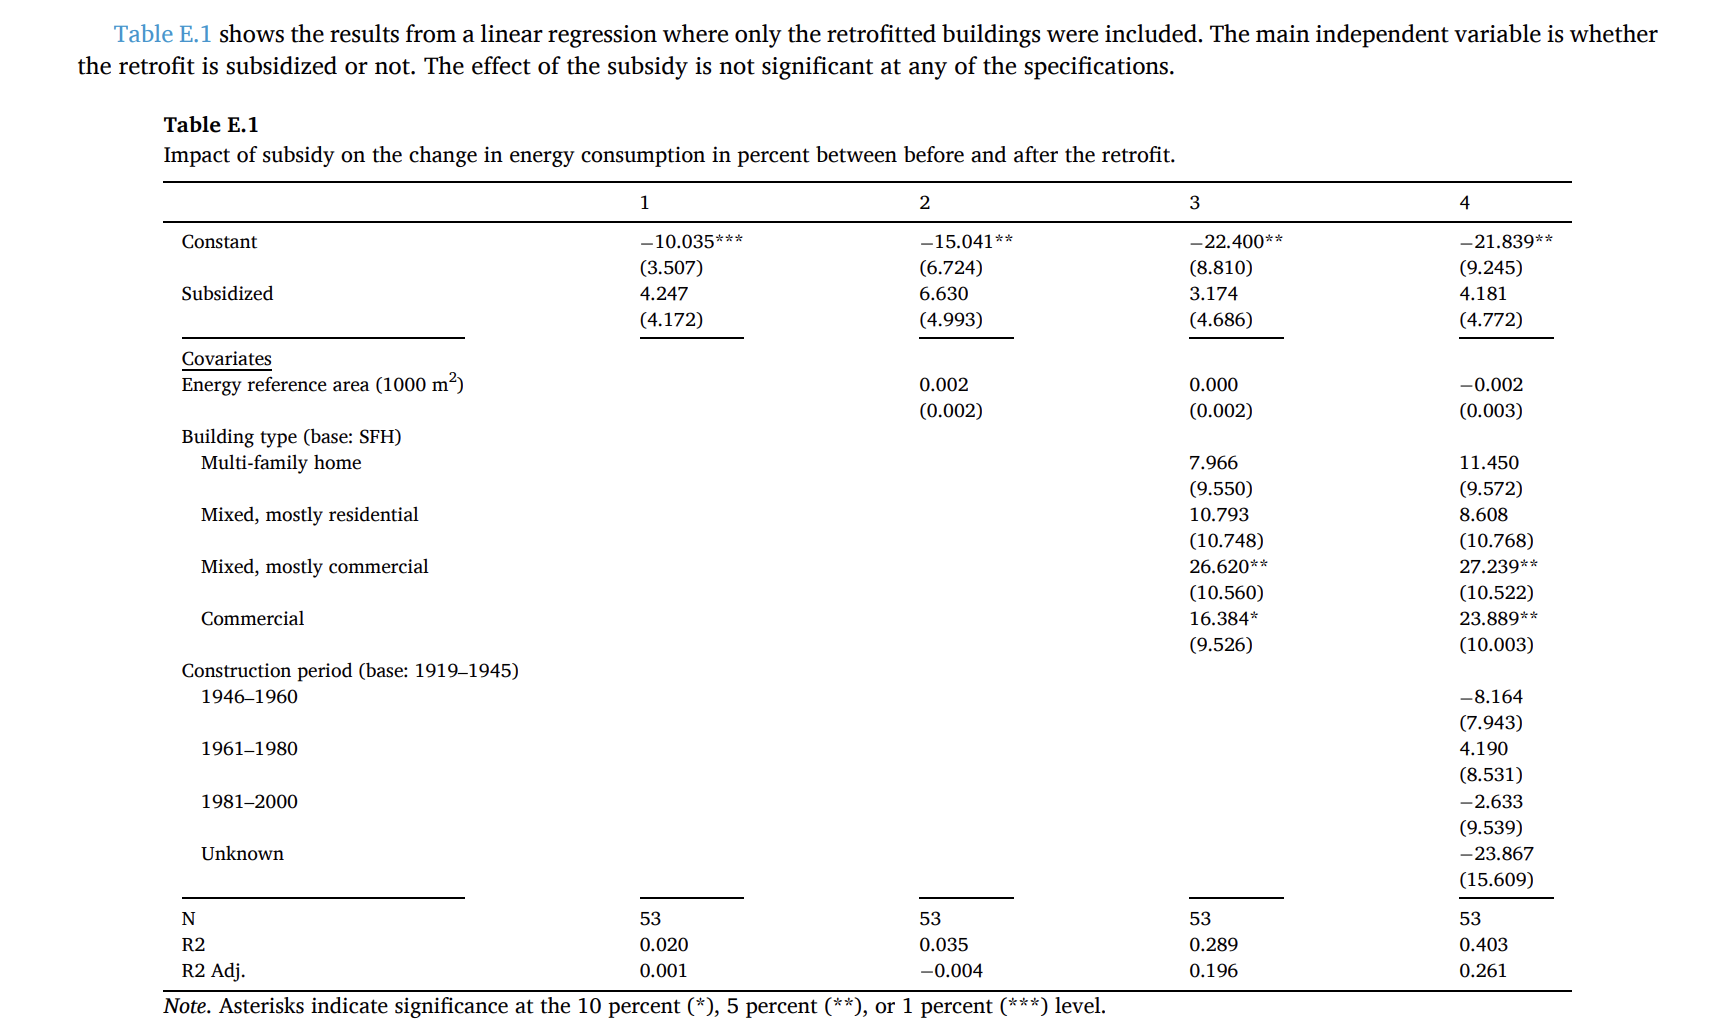 Table E.1 shows the results from a linear regression where only the retrofitted buildings were included. The main independent variable is whether
the retrofit is subsidized or not. The effect of the subsidy is not significant at any of the specifications.
Table E.1
Impact of subsidy on the change in energy consumption in percent between before and after the retrofit.
1 2 3 4
Constant −10.035*** −15.041** −22.400** −21.839**
(3.507) (6.724) (8.810) (9.245)
Subsidized 4.247 6.630 3.174 4.181
(4.172) (4.993) (4.686) (4.772)
Covariates
Energy reference area (1000 m²) 0.002 0.000 −0.002
(0.002) (0.002) (0.003)
Building type (base: SFH)
Multi-family home 7.966 11.450
(9.550) (9.572)
Mixed, mostly residential 10.793 8.608
(10.748) (10.768)
Mixed, mostly commercial 26.620** 27.239**
(10.560) (10.522)
Commercial 16.384* 23.889**
(9.526) (10.003)
Construction period (base: 1919–1945)
1946–1960 −8.164
(7.943)
1961–1980 4.190
(8.531)
1981–2000 −2.633
(9.539)
Unknown −23.867
(15.609)
N 53 53 53 53
R2 0.020 0.035 0.289 0.403
R2 Adj. 0.001 −0.004 0.196 0.261
Note. Asterisks indicate significance at the 10 percent (*), 5 percent (**), or 1 percent (***) level.